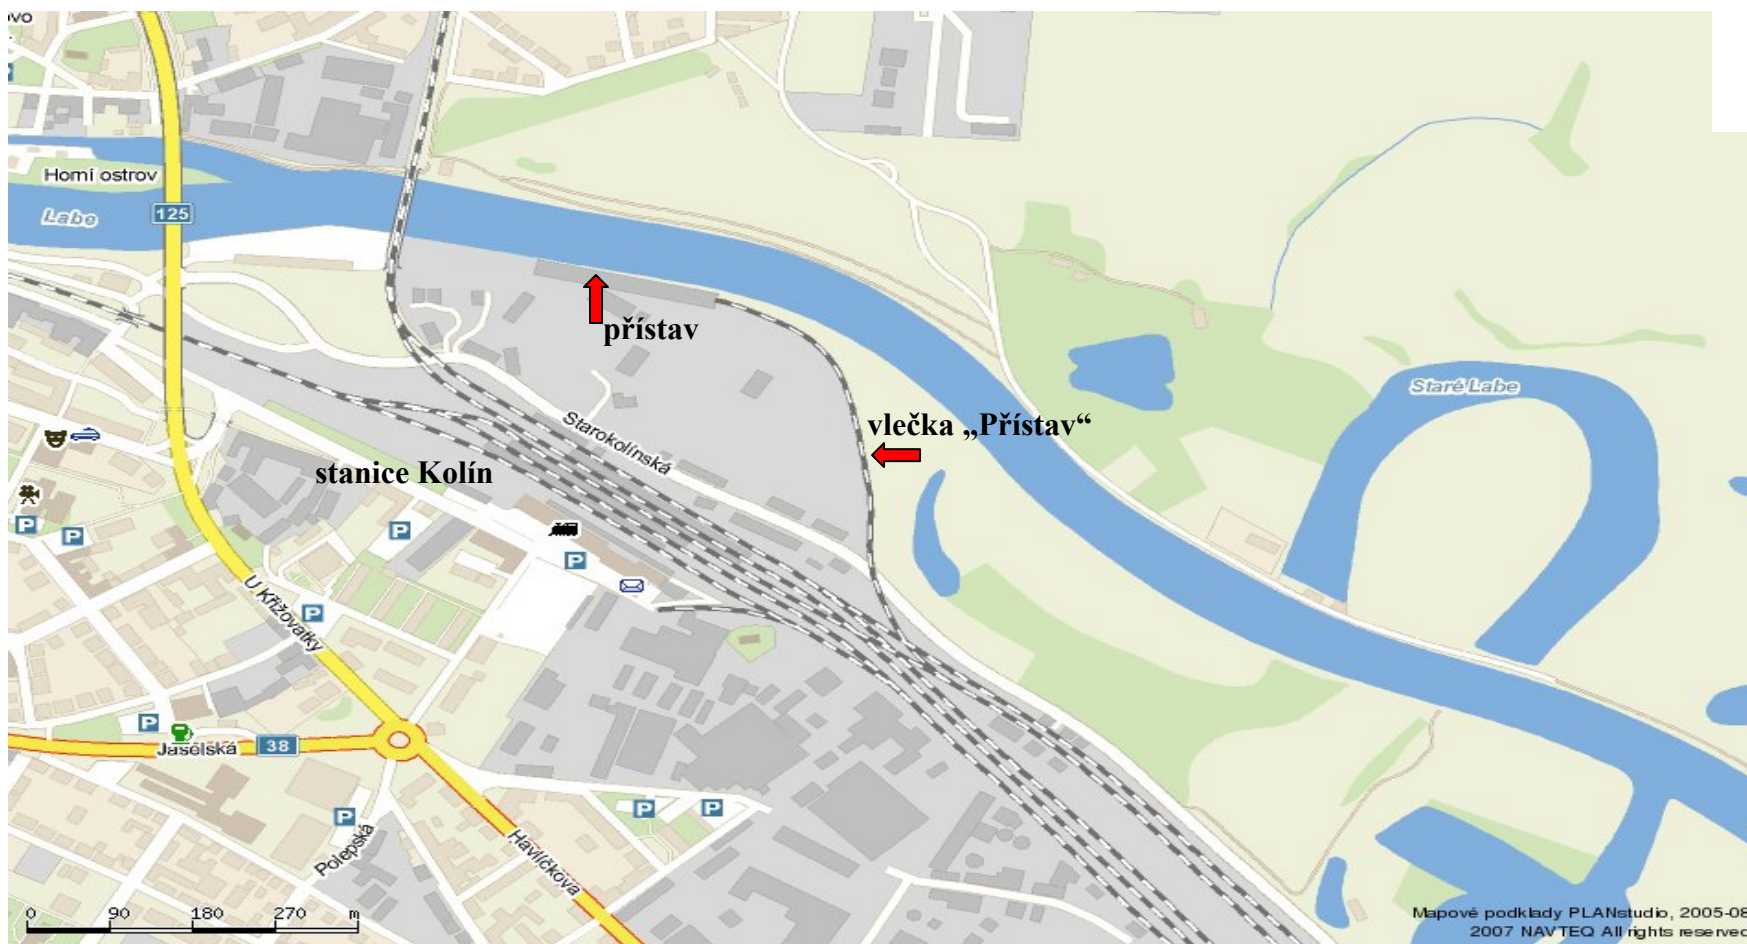 vo
Horní ostrov
Labe
125
přístav
Staré Labe
vlečka „Přístav“
Starokolínská
stanice Kolín
P
P
P
P
U Křižovatky
P
P
Jaselská
38
P
P
P
Polepská
Havlíčkova
0 90 180 270 m
Mapové podklady PLANstudio, 2005-08
2007 NAVTEQ All rights reserved